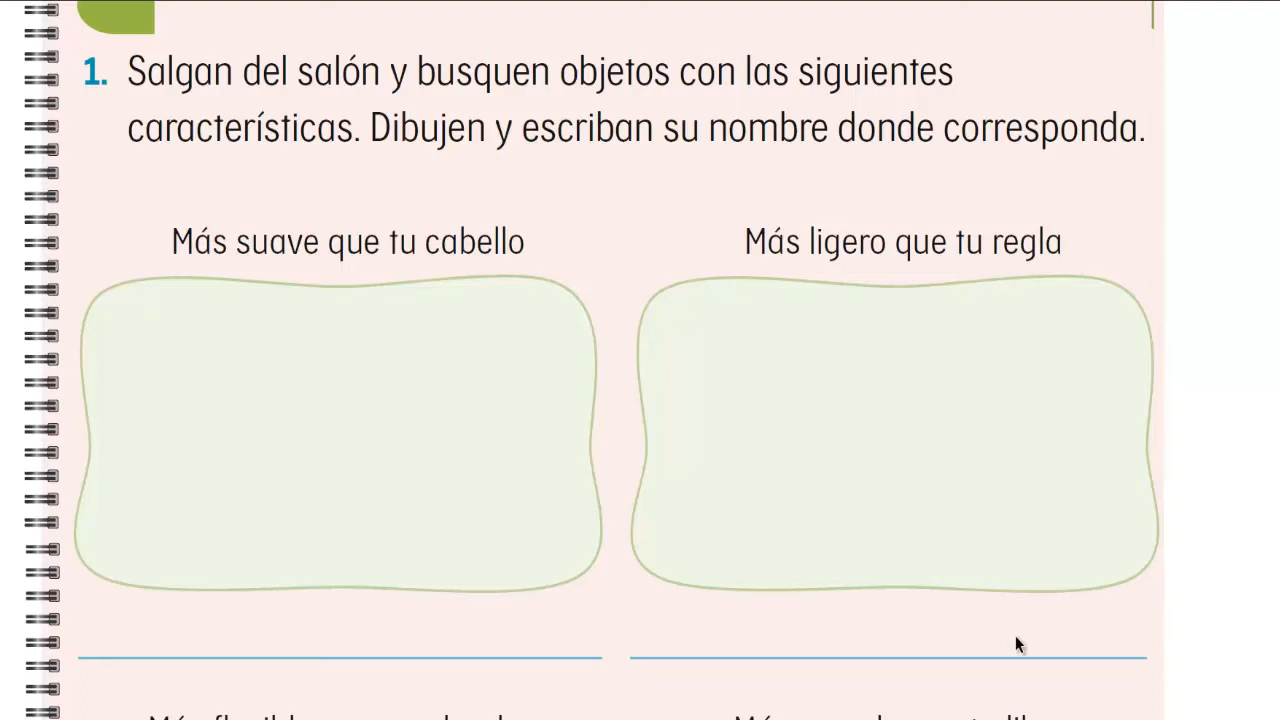 1. Salgan del salón y busquen objetos con las siguientes
características. Dibujen y escriban su nombre donde corresponda.
Más suave que tu cabello
Más ligero que tu regla